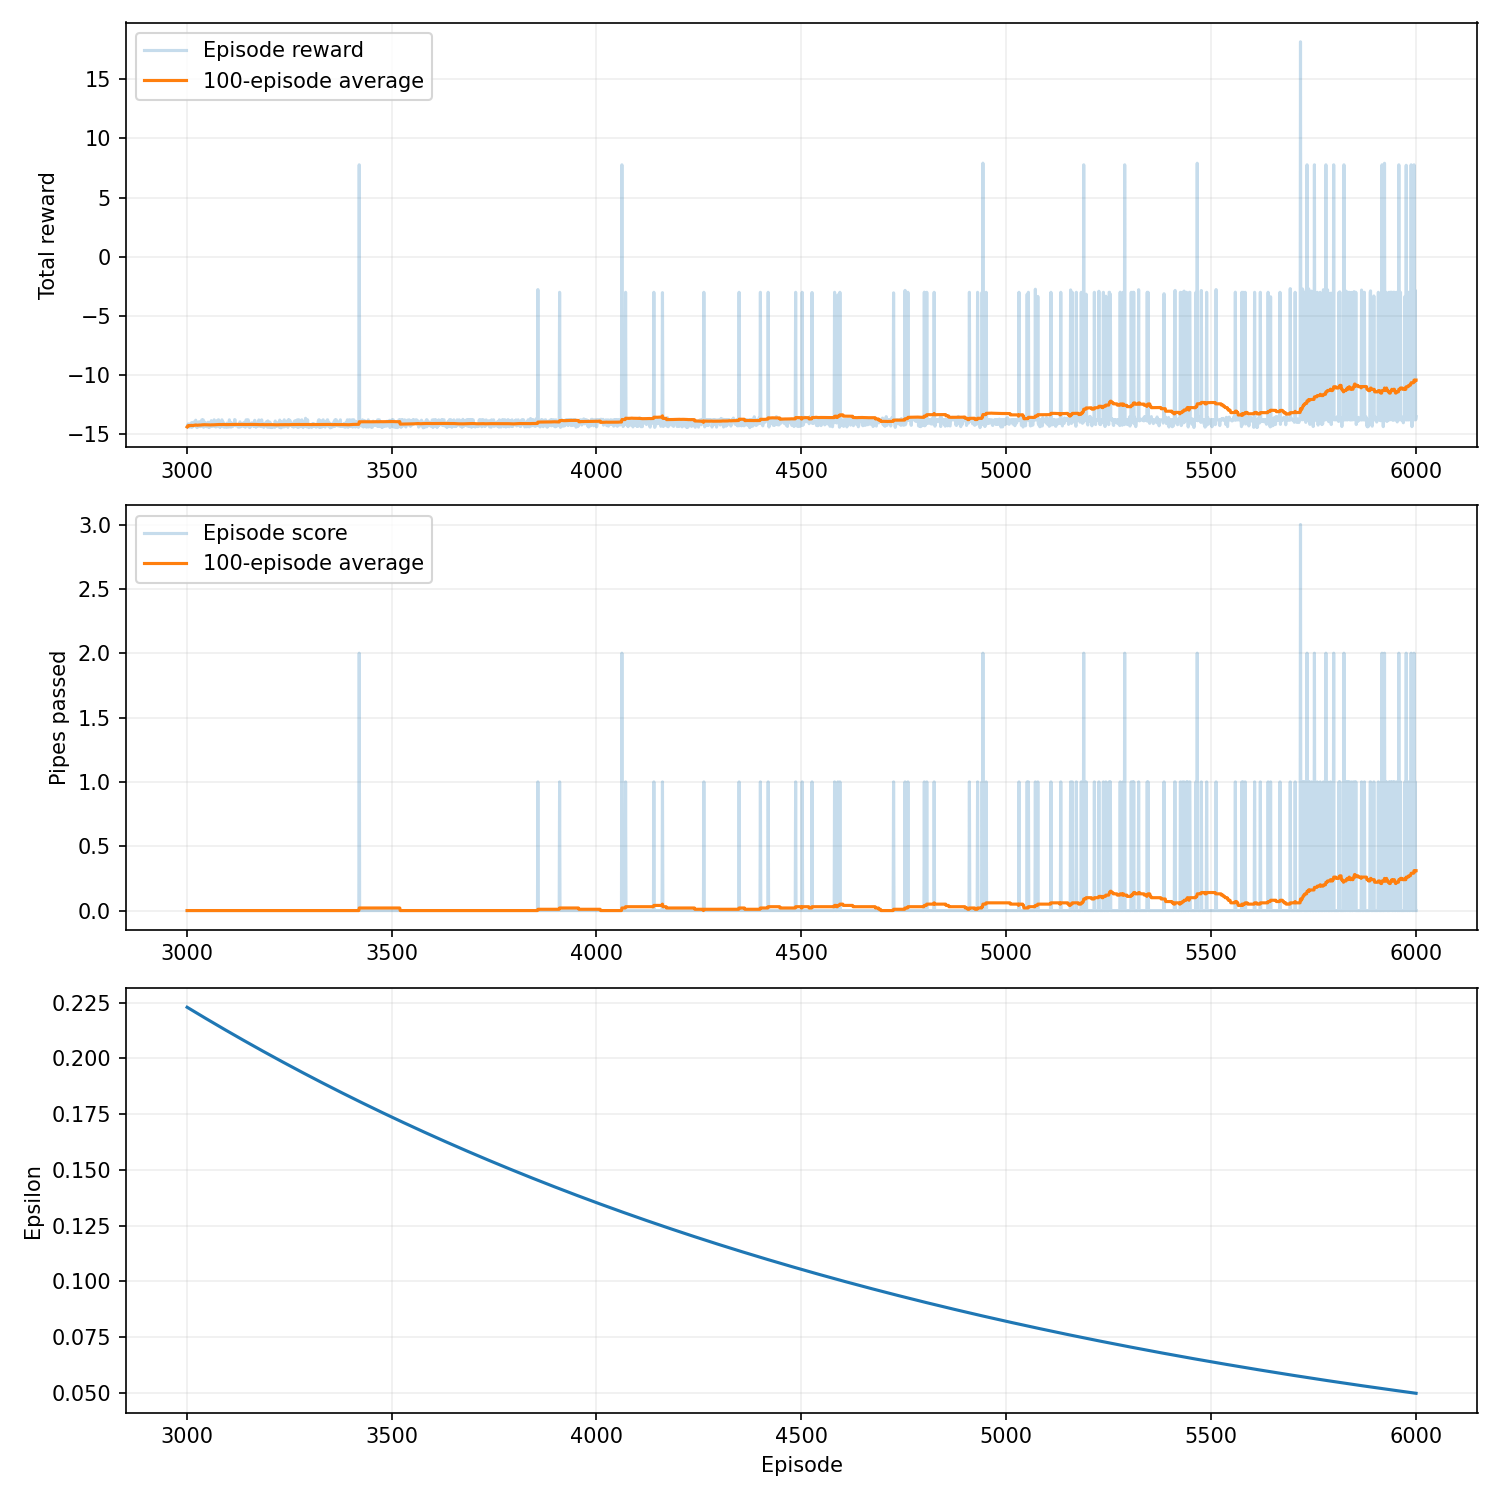 Episode reward
100-episode average
Total reward
15
10
5
0
−5
−10
−15
3000 3500 4000 4500 5000 5500 6000
Episode score
100-episode average
Pipes passed
3.0
2.5
2.0
1.5
1.0
0.5
0.0
3000 3500 4000 4500 5000 5500 6000
Epsilon
0.225
0.200
0.175
0.150
0.125
0.100
0.075
0.050
3000 3500 4000 4500 5000 5500 6000
Episode